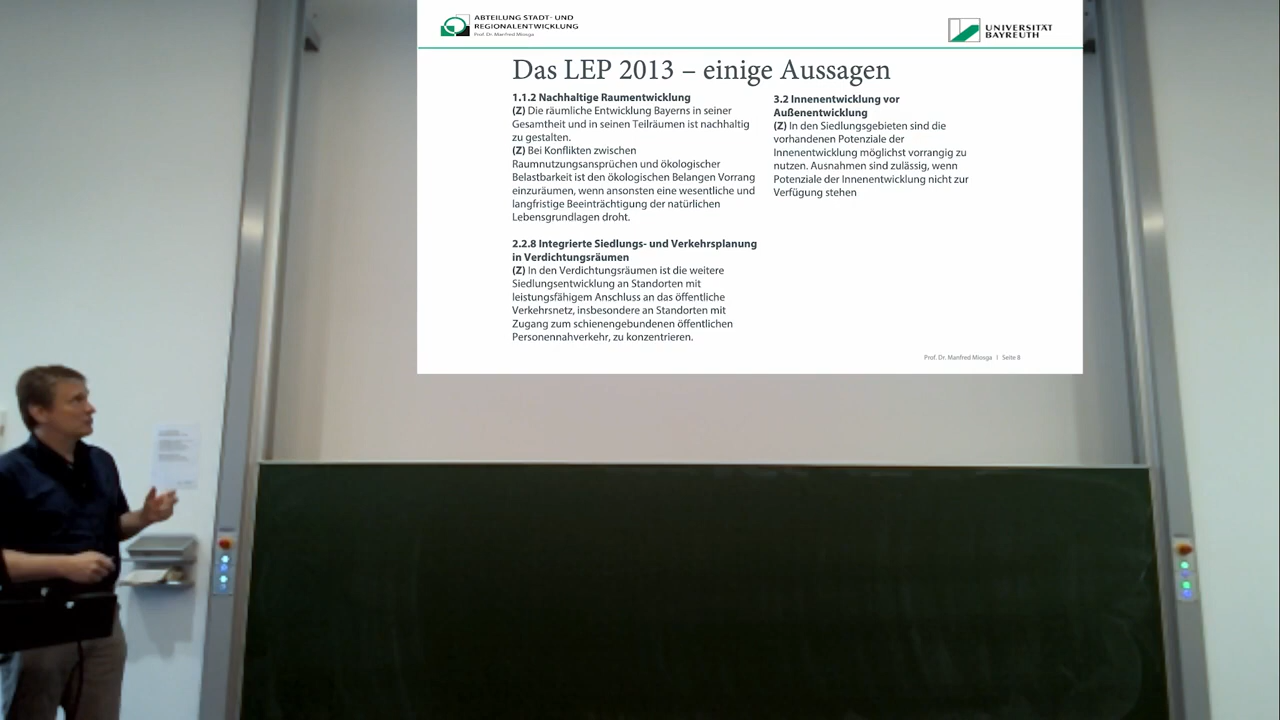 ABTEILUNG STADT- UND
REGIONALENTWICKLUNG
Prof. Dr. Manfred Miosga
UNIVERSITÄT
BAYREUTH
Das LEP 2013 – einige Aussagen
1.1.2 Nachhaltige Raumentwicklung
(Z) Die räumliche Entwicklung Bayerns in seiner
Gesamtheit und in seinen Teilräumen ist nachhaltig
zu gestalten.
(Z) Bei Konflikten zwischen
Raumnutzungsansprüchen und ökologischer
Belastbarkeit ist den ökologischen Belangen Vorrang
einzuräumen, wenn ansonsten eine wesentliche und
langfristige Beeinträchtigung der natürlichen
Lebensgrundlagen droht.
2.2.8 Integrierte Siedlungs- und Verkehrsplanung
in Verdichtungsräumen
(Z) In den Verdichtungsräumen ist die weitere
Siedlungsentwicklung an Standorten mit
leistungsfähigem Anschluss an das öffentliche
Verkehrsnetz, insbesondere an Standorten mit
Zugang zum schienengebundenen öffentlichen
Personennahverkehr, zu konzentrieren.
3.2 Innenentwicklung vor
Außenentwicklung
(Z) In den Siedlungsgebieten sind die
vorhandenen Potenziale der
Innenentwicklung möglichst vorrangig zu
nutzen. Ausnahmen sind zulässig, wenn
Potenziale der Innenentwicklung nicht zur
Verfügung stehen
Prof. Dr. Manfred Miosga I Seite 8